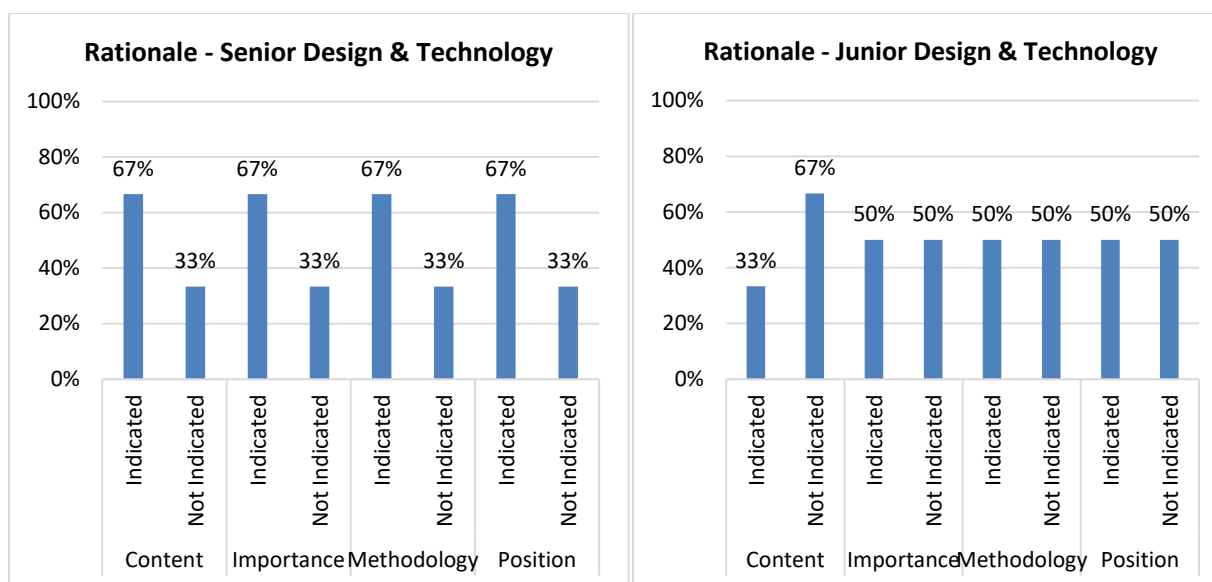 Rationale - Senior Design & Technology
100%
80%
60%
40%
20%
0%
67%
33%
67%
33%
67%
33%
67%
33%
Indicated
Not Indicated
Indicated
Not Indicated
Indicated
Not Indicated
Indicated
Not Indicated
Content
Importance
Methodology
Position
Rationale - Junior Design & Technology
100%
80%
60%
40%
20%
0%
33%
67%
50%
50%
50%
50%
50%
50%
Indicated
Not Indicated
Indicated
Not Indicated
Indicated
Not Indicated
Indicated
Not Indicated
Content
Importance
Methodology
Position